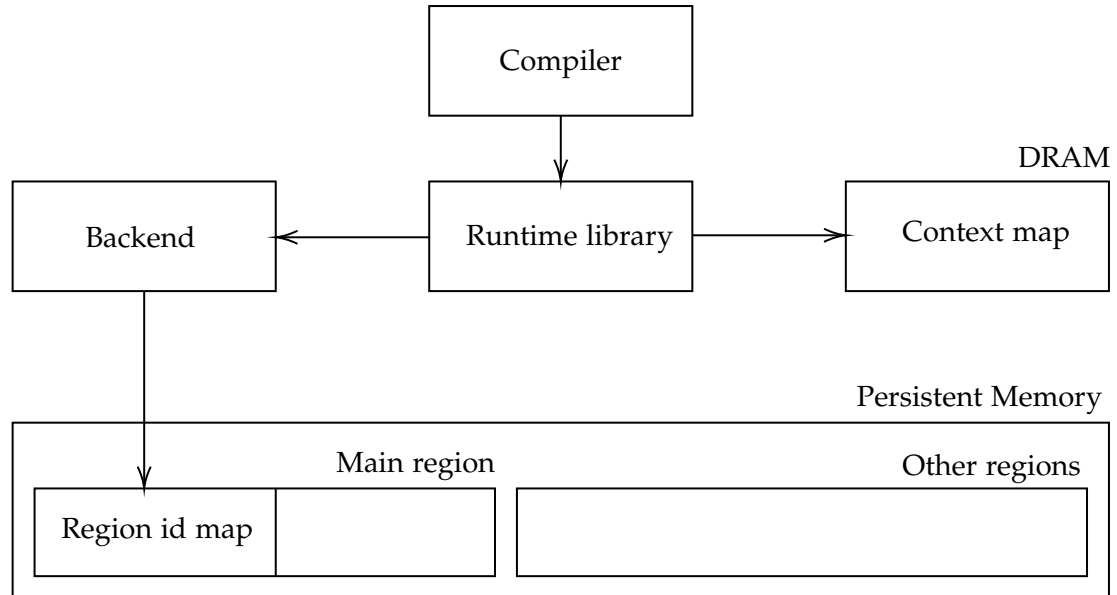 Compiler
DRAM
Backend
Runtime library
Context map
Persistent Memory
Main region
Other regions
Region id map